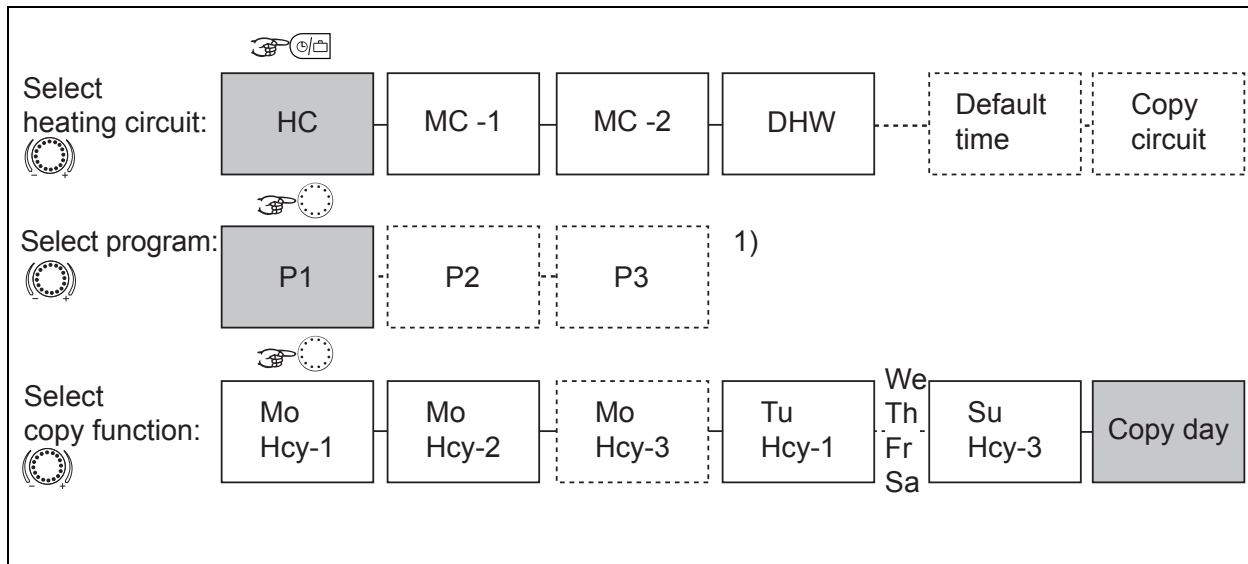 Select
heating circuit:
HC
MC -1
MC -2
DHW
Default
time
Copy
circuit
- +
Select program:
P1
P2
P3
1)
- +
Select
copy function:
Mo
Hcy-1
Mo
Hcy-2
Mo
Hcy-3
Tu
Hcy-1
We
Th
Fr
Sa
Su
Hcy-3
Copy day
- +